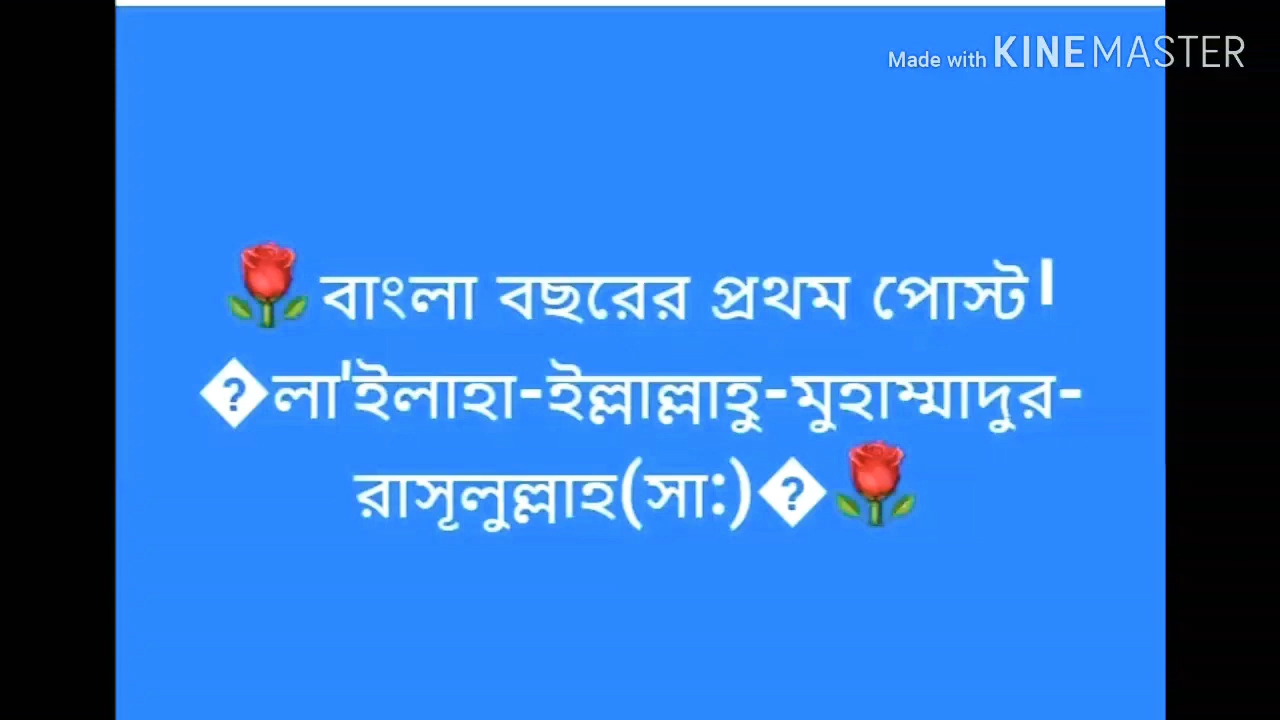 Made with KINEMASTER
🌹বাংলা বছরের প্রথম পোস্ট।
�লা'ইলাহা-ইল্লাল্লাহু-মুহাম্মাদুর-
রাসূলুল্লাহ(সা:)�🌹